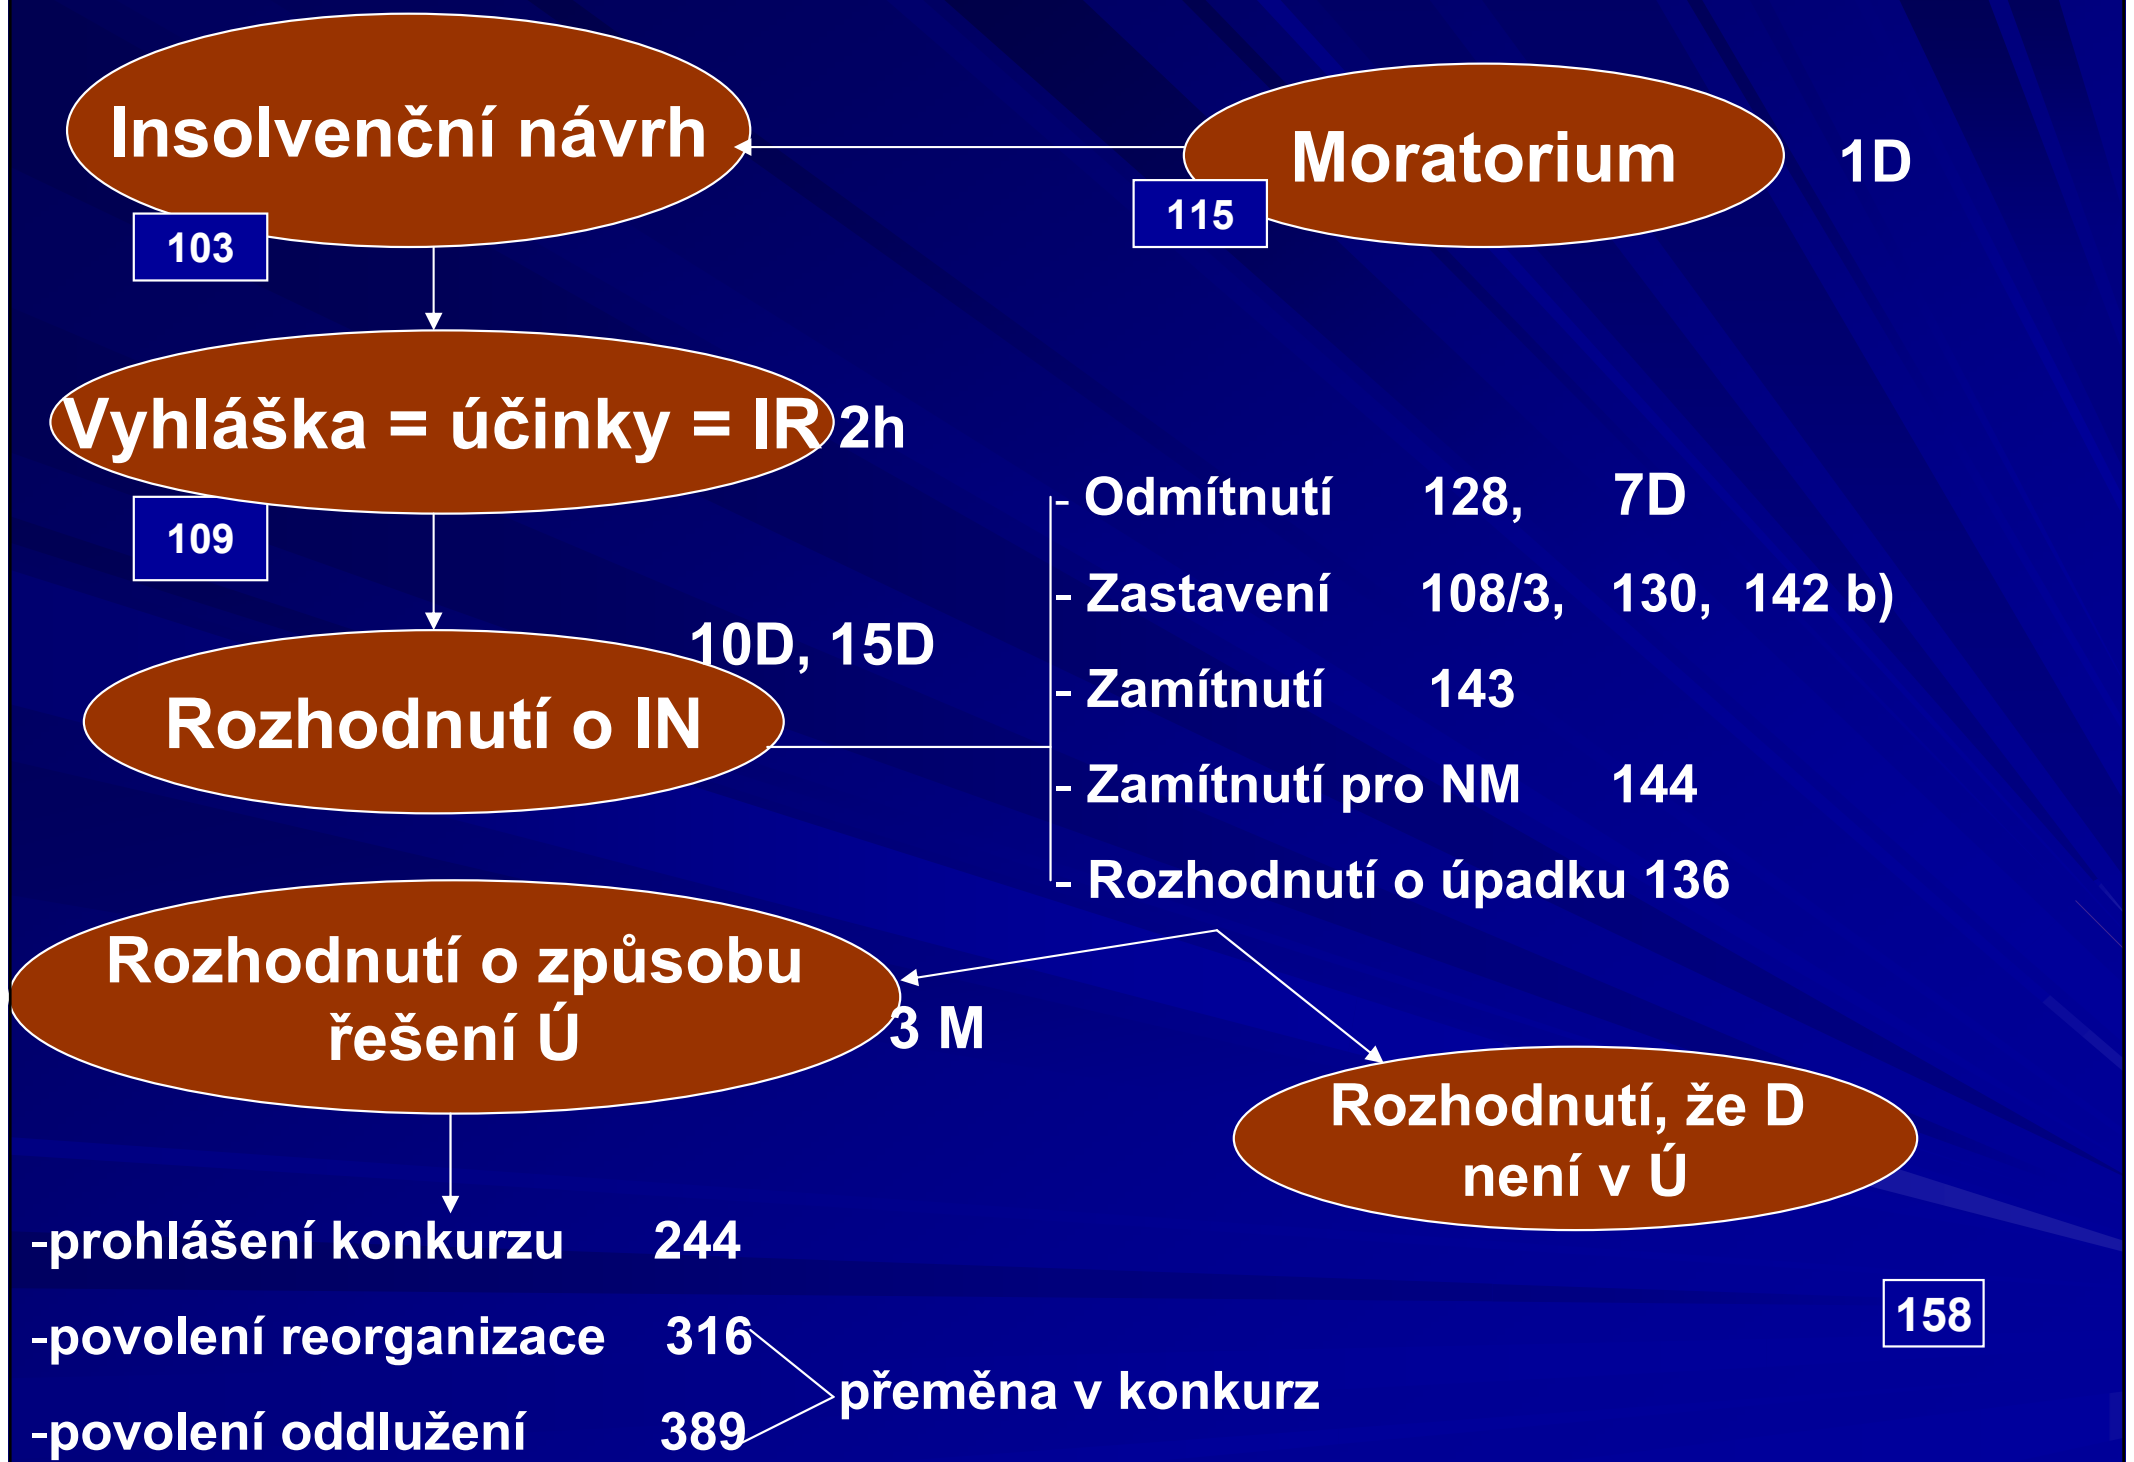 Insolvenční návrh
103
Moratorium
115
1D
Vyhláška = účinky = IR 2h
109
Rozhodnutí o IN
10D, 15D
- Odmítnutí 128, 7D
- Zastavení 108/3, 130, 142 b)
- Zamítnutí 143
- Zamítnutí pro NM 144
- Rozhodnutí o úpadku 136
Rozhodnutí o způsobu
řešení Ú
3 M
Rozhodnutí, že D
není v Ú
158
-prohlášení konkurzu 244
-povolení reorganizace 316
přeměna v konkurz
-povolení oddlužení 389